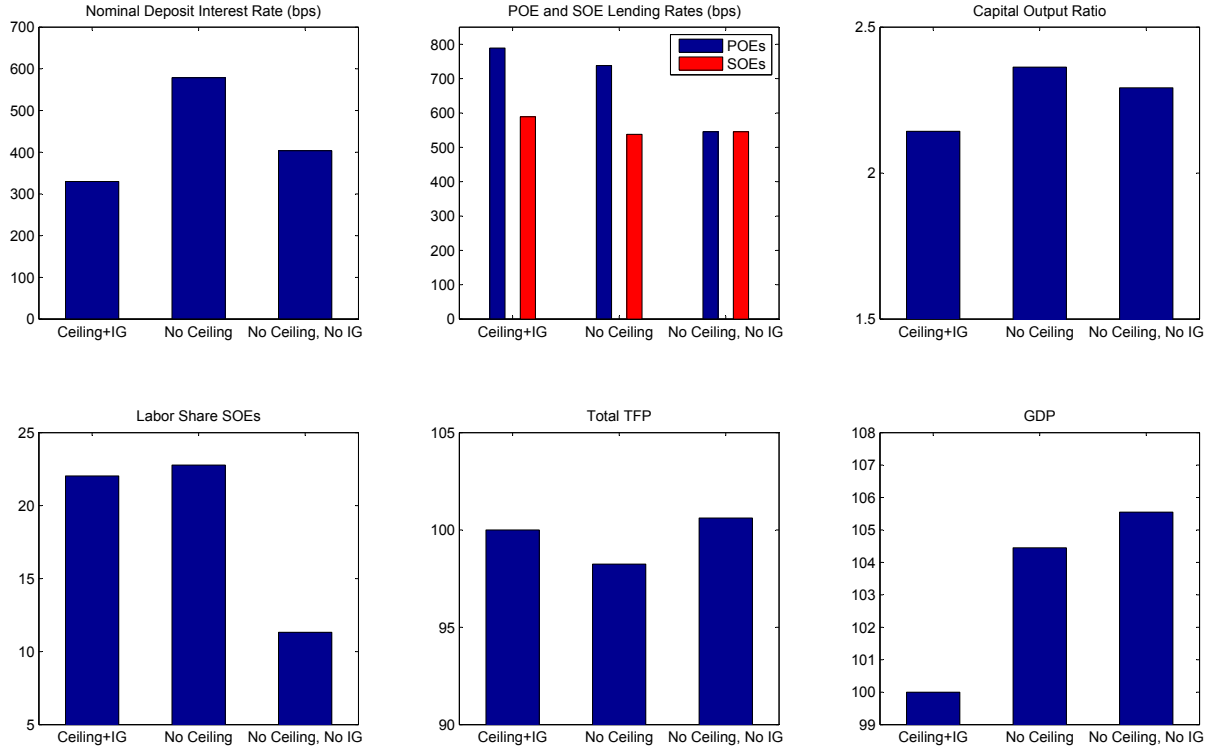 Nominal Deposit Interest Rate (bps)
700
600
500
400
300
200
100
0
Ceiling+IG No Ceiling No Ceiling, No IG
POE and SOE Lending Rates (bps)
800
700
600
500
400
300
200
100
0
POEs
SOEs
Ceiling+IG No Ceiling No Ceiling, No IG
Capital Output Ratio
2.5
2
1.5
Ceiling+IG No Ceiling No Ceiling, No IG
Labor Share SOEs
25
20
15
10
5
Ceiling+IG No Ceiling No Ceiling, No IG
Total TFP
105
100
95
90
Ceiling+IG No Ceiling No Ceiling, No IG
GDP
108
107
106
105
104
103
102
101
100
99
Ceiling+IG No Ceiling No Ceiling, No IG